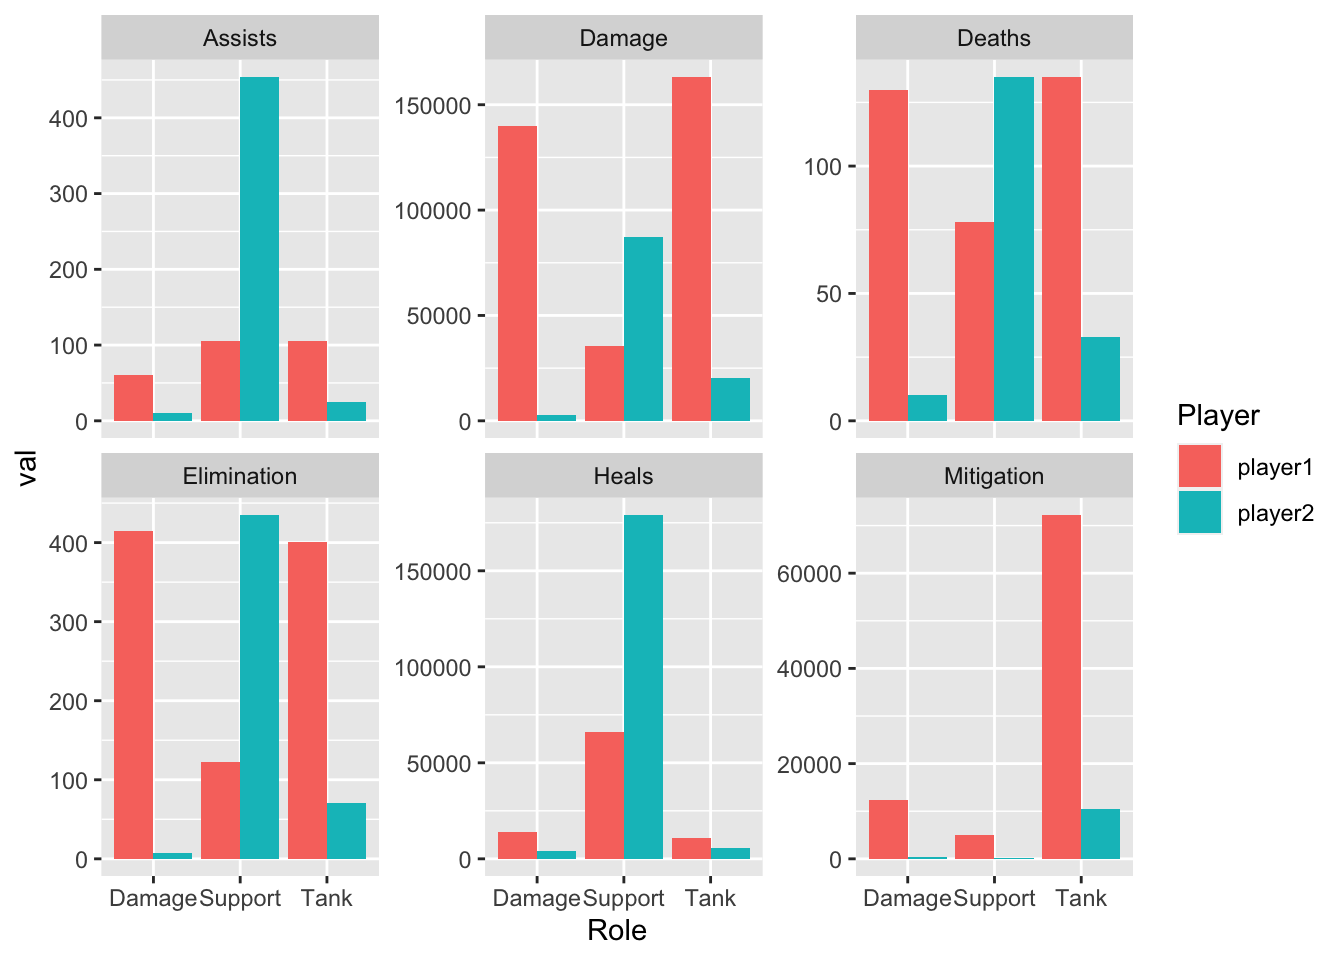 Assists
Damage
Deaths
400
300
200
100
0
150000
100000
50000
0
100
50
0
val
Elimination
Heals
Mitigation
400
300
200
100
0
150000
100000
50000
0
60000
40000
20000
0
Damage Support Tank
Damage Support Tank
Damage Support Tank
Role
Player
player1
player2